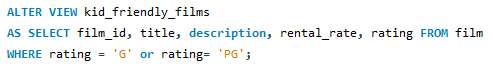 ALTER VIEW kid_friendly_films
AS SELECT film_id, title, description, rental_rate, rating FROM film
WHERE rating = 'G' or rating= 'PG';